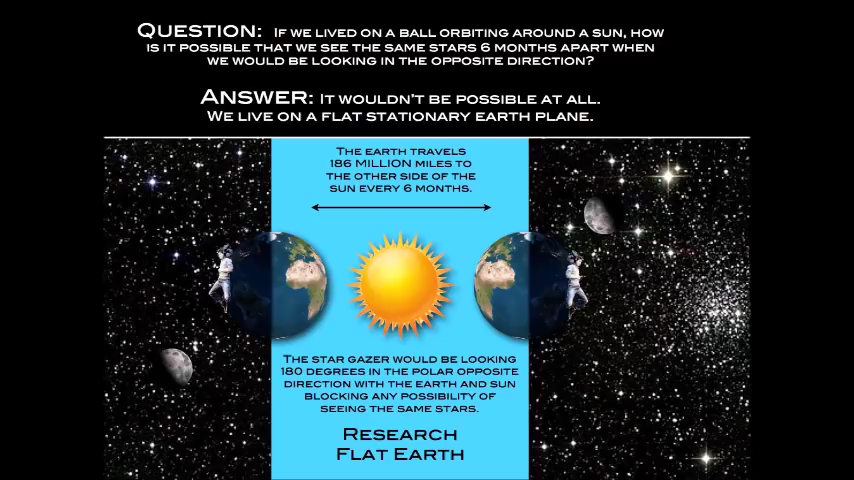 QUESTION: IF WE LIVED ON A BALL ORBITING AROUND A SUN, HOW
IS IT POSSIBLE THAT WE SEE THE SAME STARS 6 MONTHS APART WHEN
WE WOULD BE LOOKING IN THE OPPOSITE DIRECTION?
ANSWER: IT WOULDN'T BE POSSIBLE AT ALL.
WE LIVE ON A FLAT STATIONARY EARTH PLANE.
THE EARTH TRAVELS
186 MILLION MILES TO
THE OTHER SIDE OF THE
SUN EVERY 6 MONTHS.
THE STAR GAZER WOULD BE LOOKING
180 DEGREES IN THE POLAR OPPOSITE
DIRECTION WITH THE EARTH AND SUN
BLOCKING ANY POSSIBILITY OF
SEEING THE SAME STARS.
RESEARCH
FLAT EARTH